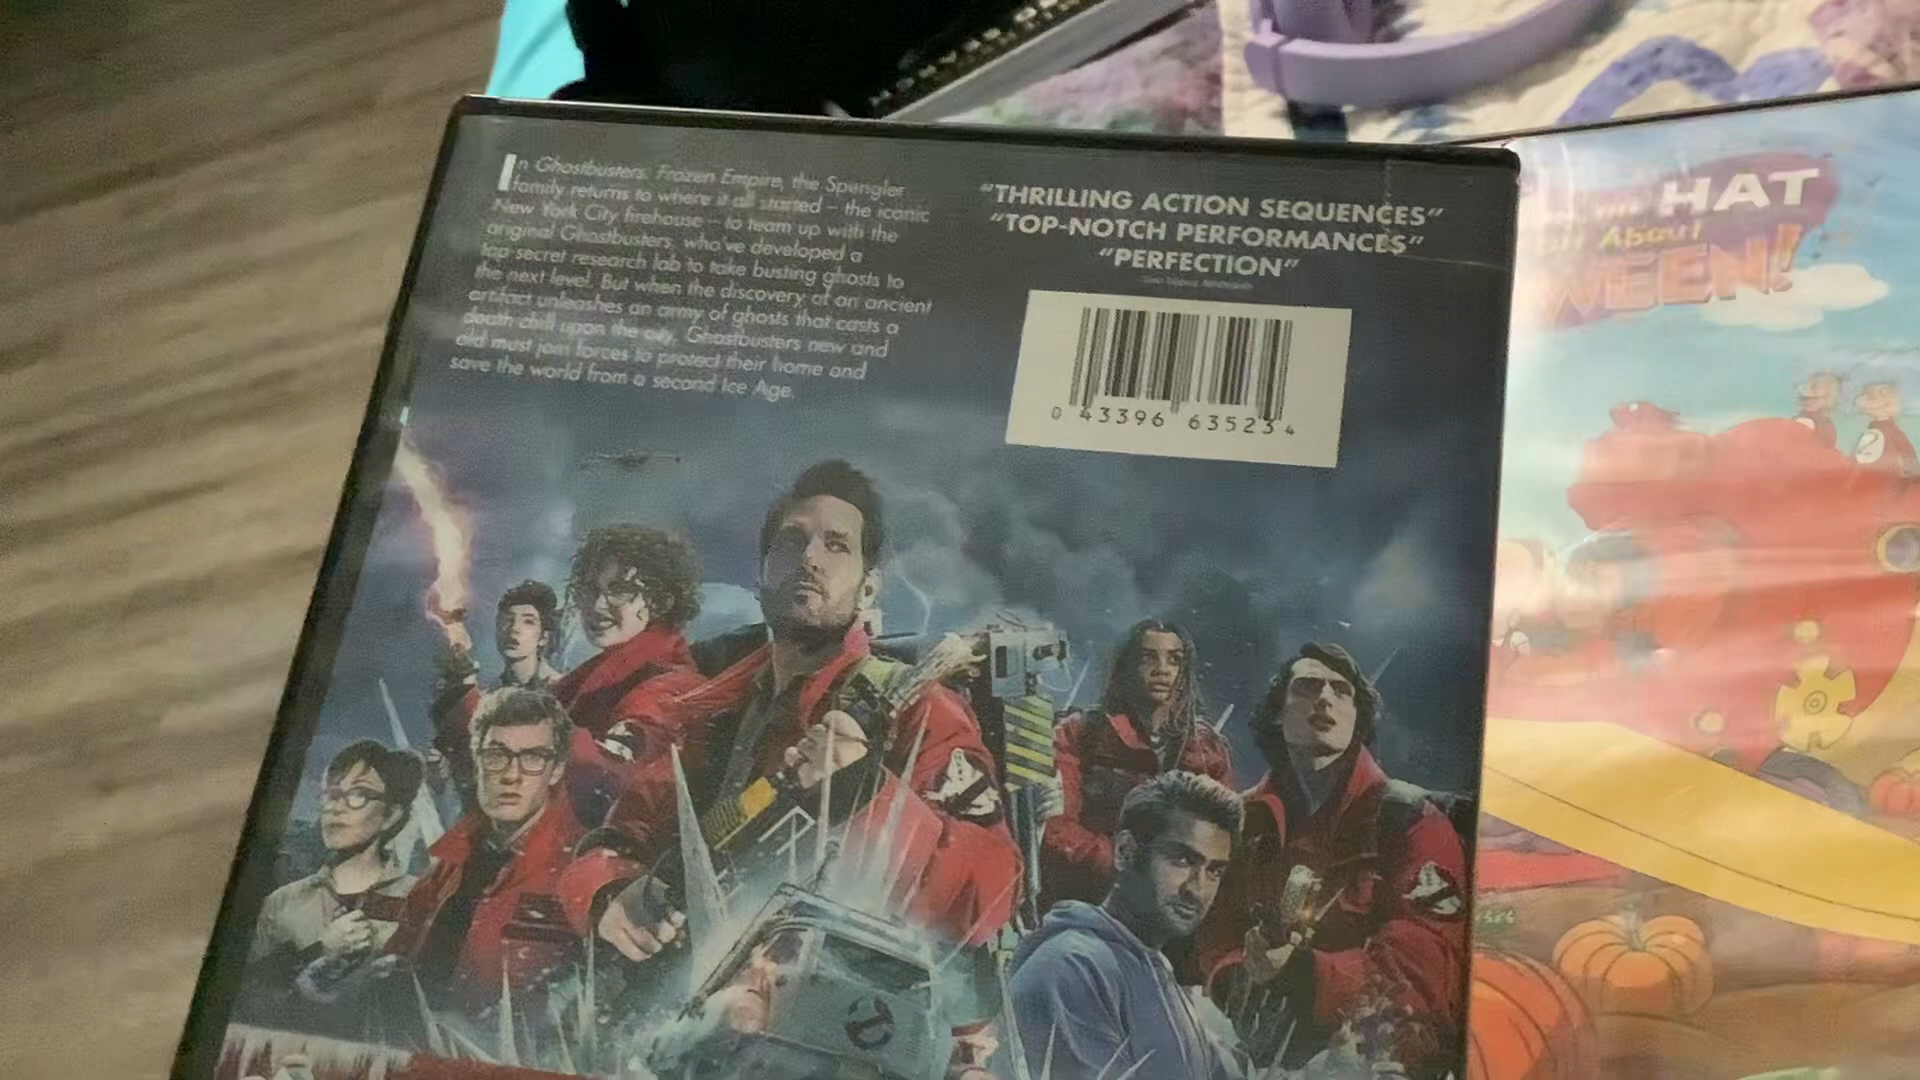 In Ghostbusters: Frozen Empire, the Spengler
family returns to where it all started – the iconic
New York City firehouse – to team up with the
original Ghostbusters, who've developed a
top secret research lab to take busting ghosts to
the next level. But when the discovery of an ancient
artifact unleashes an army of ghosts that casts a
death chill upon the city, Ghostbusters new and
old must join forces to protect their home and
save the world from a second Ice Age.
"THRILLING ACTION SEQUENCES"
"TOP-NOTCH PERFORMANCES"
"PERFECTION"
0 43396 63523 4
HAT
About
WEEN!